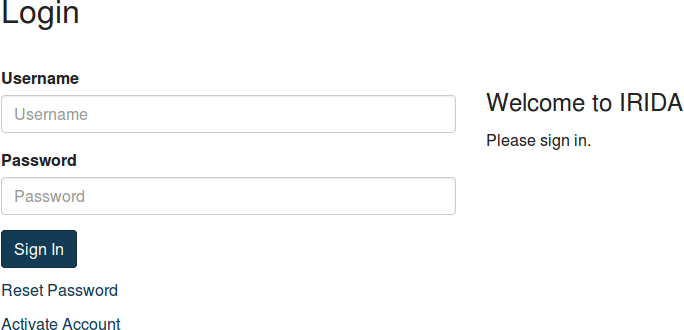 Login
Username
Username
Password
Password
Sign In
Reset Password
Activate Account
Welcome to IRIDA
Please sign in.